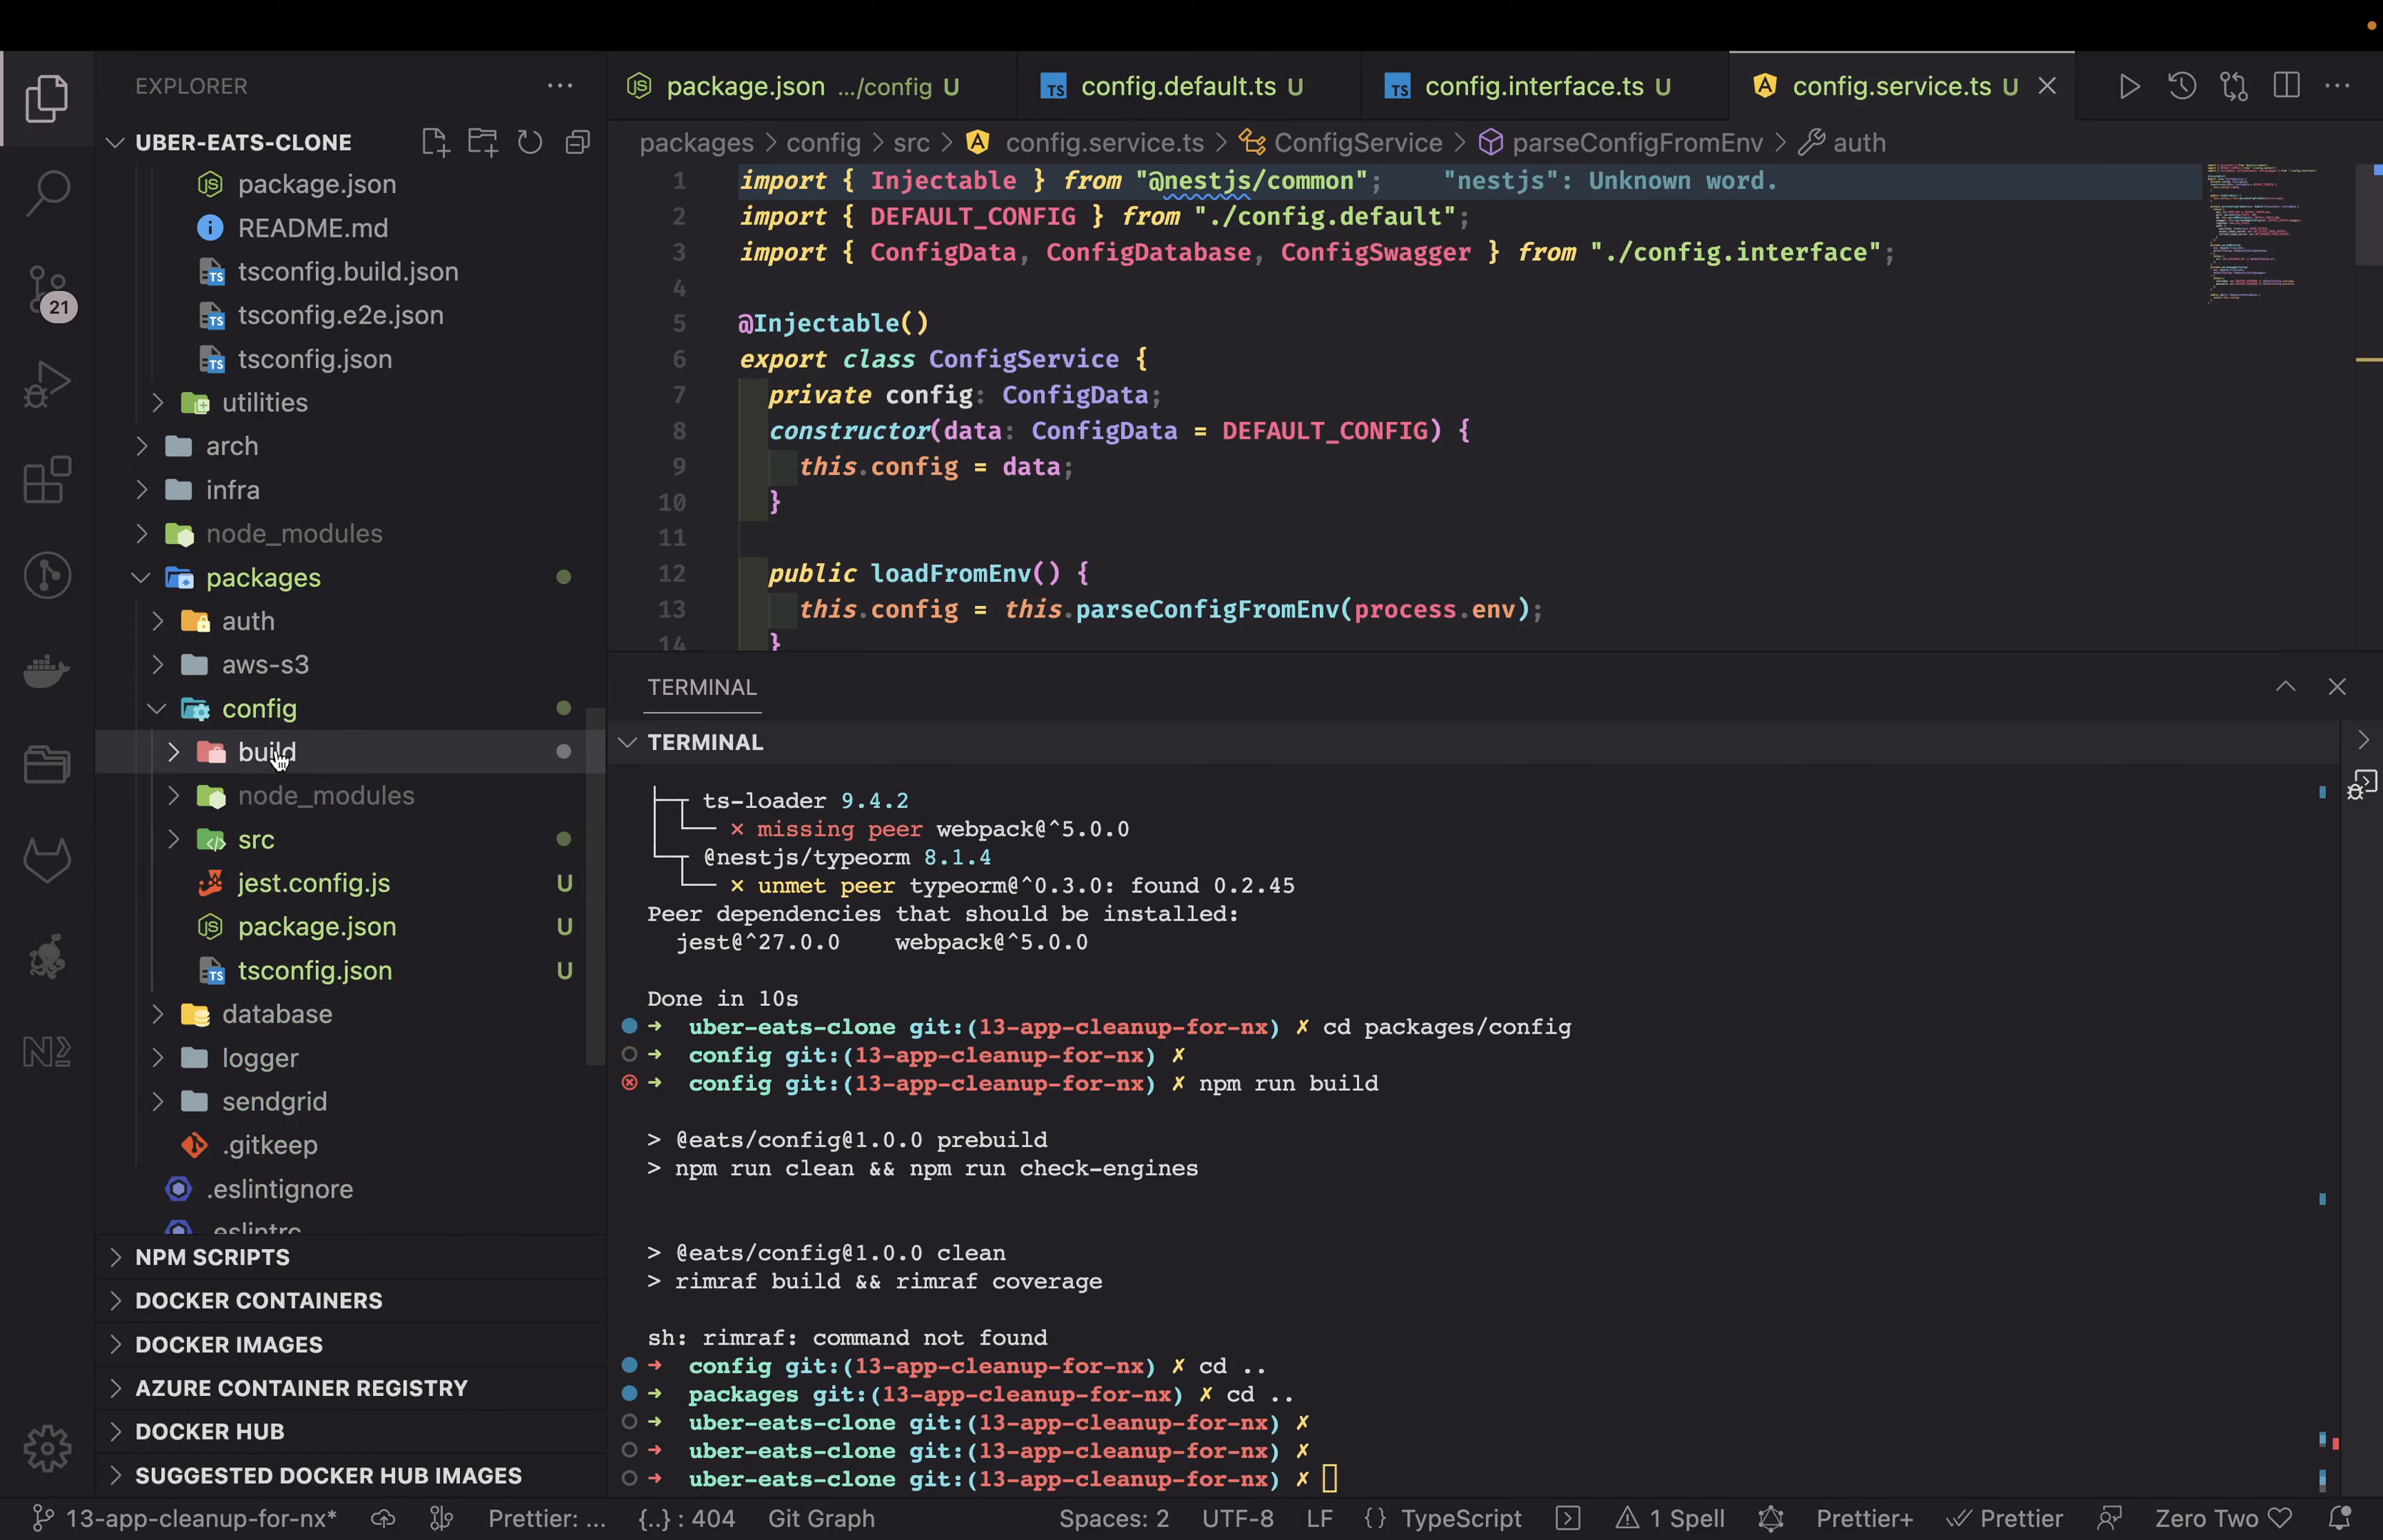 EXPLORER
UBER-EATS-CLONE
package.json
README.md
tsconfig.build.json
tsconfig.e2e.json
tsconfig.json
utilities
arch
infra
node_modules
packages
auth
aws-s3
config
build
node_modules
src
jest.config.js U
package.json U
tsconfig.json U
database
logger
sendgrid
.gitkeep
.eslintignore
.eslintrc
NPM SCRIPTS
DOCKER CONTAINERS
DOCKER IMAGES
AZURE CONTAINER REGISTRY
DOCKER HUB
SUGGESTED DOCKER HUB IMAGES
21
package.json .../config U config.default.ts U config.interface.ts U config.service.ts U
packages > config > src > config.service.ts > ConfigService > parseConfigFromEnv > auth
1 import { Injectable } from "@nestjs/common"; "nestjs": Unknown word.
2 import { DEFAULT_CONFIG } from "./config.default";
3 import { ConfigData, ConfigDatabase, ConfigSwagger } from "./config.interface";
4
5 @Injectable()
6 export class ConfigService {
7 private config: ConfigData;
8 constructor(data: ConfigData = DEFAULT_CONFIG) {
9 this.config = data;
10 }
11
12 public loadFromEnv() {
13 this.config = this.parseConfigFromEnv(process.env);
14 }
TERMINAL
TERMINAL
ts-loader 9.4.2
✕ missing peer webpack@^5.0.0
@nestjs/typeorm 8.1.4
✕ unmet peer typeorm@^0.3.0: found 0.2.45
Peer dependencies that should be installed:
jest@^27.0.0 webpack@^5.0.0
Done in 10s
➜ uber-eats-clone git:(13-app-cleanup-for-nx) ✗ cd packages/config
➜ config git:(13-app-cleanup-for-nx) ✗
➜ config git:(13-app-cleanup-for-nx) ✗ npm run build
> @eats/config@1.0.0 prebuild
> npm run clean && npm run check-engines
> @eats/config@1.0.0 clean
> rimraf build && rimraf coverage
sh: rimraf: command not found
➜ config git:(13-app-cleanup-for-nx) ✗ cd ..
➜ packages git:(13-app-cleanup-for-nx) ✗ cd ..
➜ uber-eats-clone git:(13-app-cleanup-for-nx) ✗
➜ uber-eats-clone git:(13-app-cleanup-for-nx) ✗
➜ uber-eats-clone git:(13-app-cleanup-for-nx) ✗
13-app-cleanup-for-nx* Prettier: ... {..} : 404 Git Graph Spaces: 2 UTF-8 LF {} TypeScript 1 Spell Prettier+ Prettier Zero Two